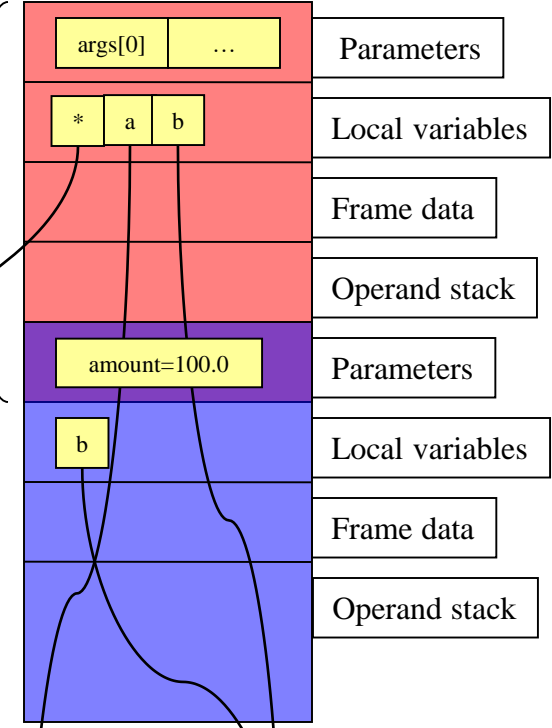 args[0] … Parameters
* a b Local variables
Frame data
Operand stack
amount=100.0 Parameters
b Local variables
Frame data
Operand stack